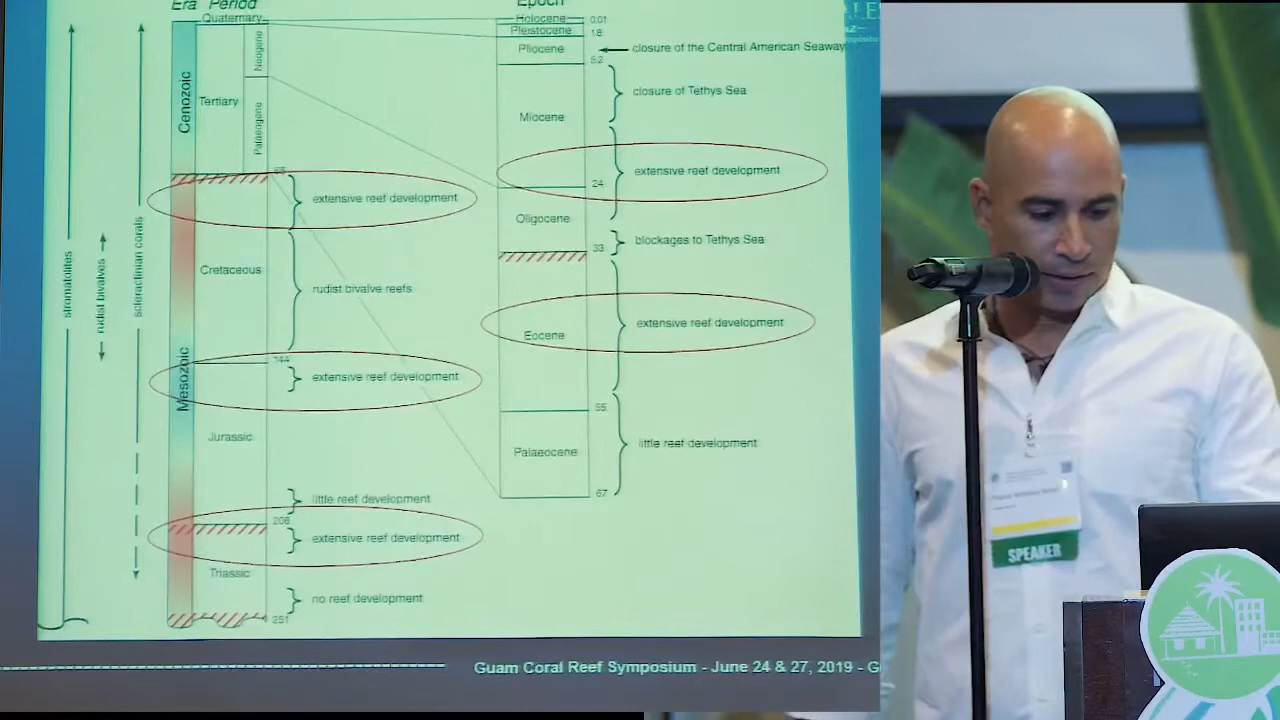 Era Period
Epoch
Quaternary
Holocene
0.01
Pleistocene
1.8
Pliocene
closure of the Central American Seaway
5.2
Neogene
Cenozoic
Tertiary
Palaeogene
closure of Tethys Sea
Miocene
extensive reef development
24
extensive reef development
Oligocene
blockages to Tethys Sea
33
stromatolites
rudist bivalves
scleractinian corals
Cretaceous
rudist bivalve reefs
Eocene
extensive reef development
144
Mesozoic
extensive reef development
55
Jurassic
little reef development
Palaeocene
67
little reef development
208
extensive reef development
Triassic
no reef development
251
Guam Coral Reef Symposium - June 24 & 27, 2019 - G
SPEAKER